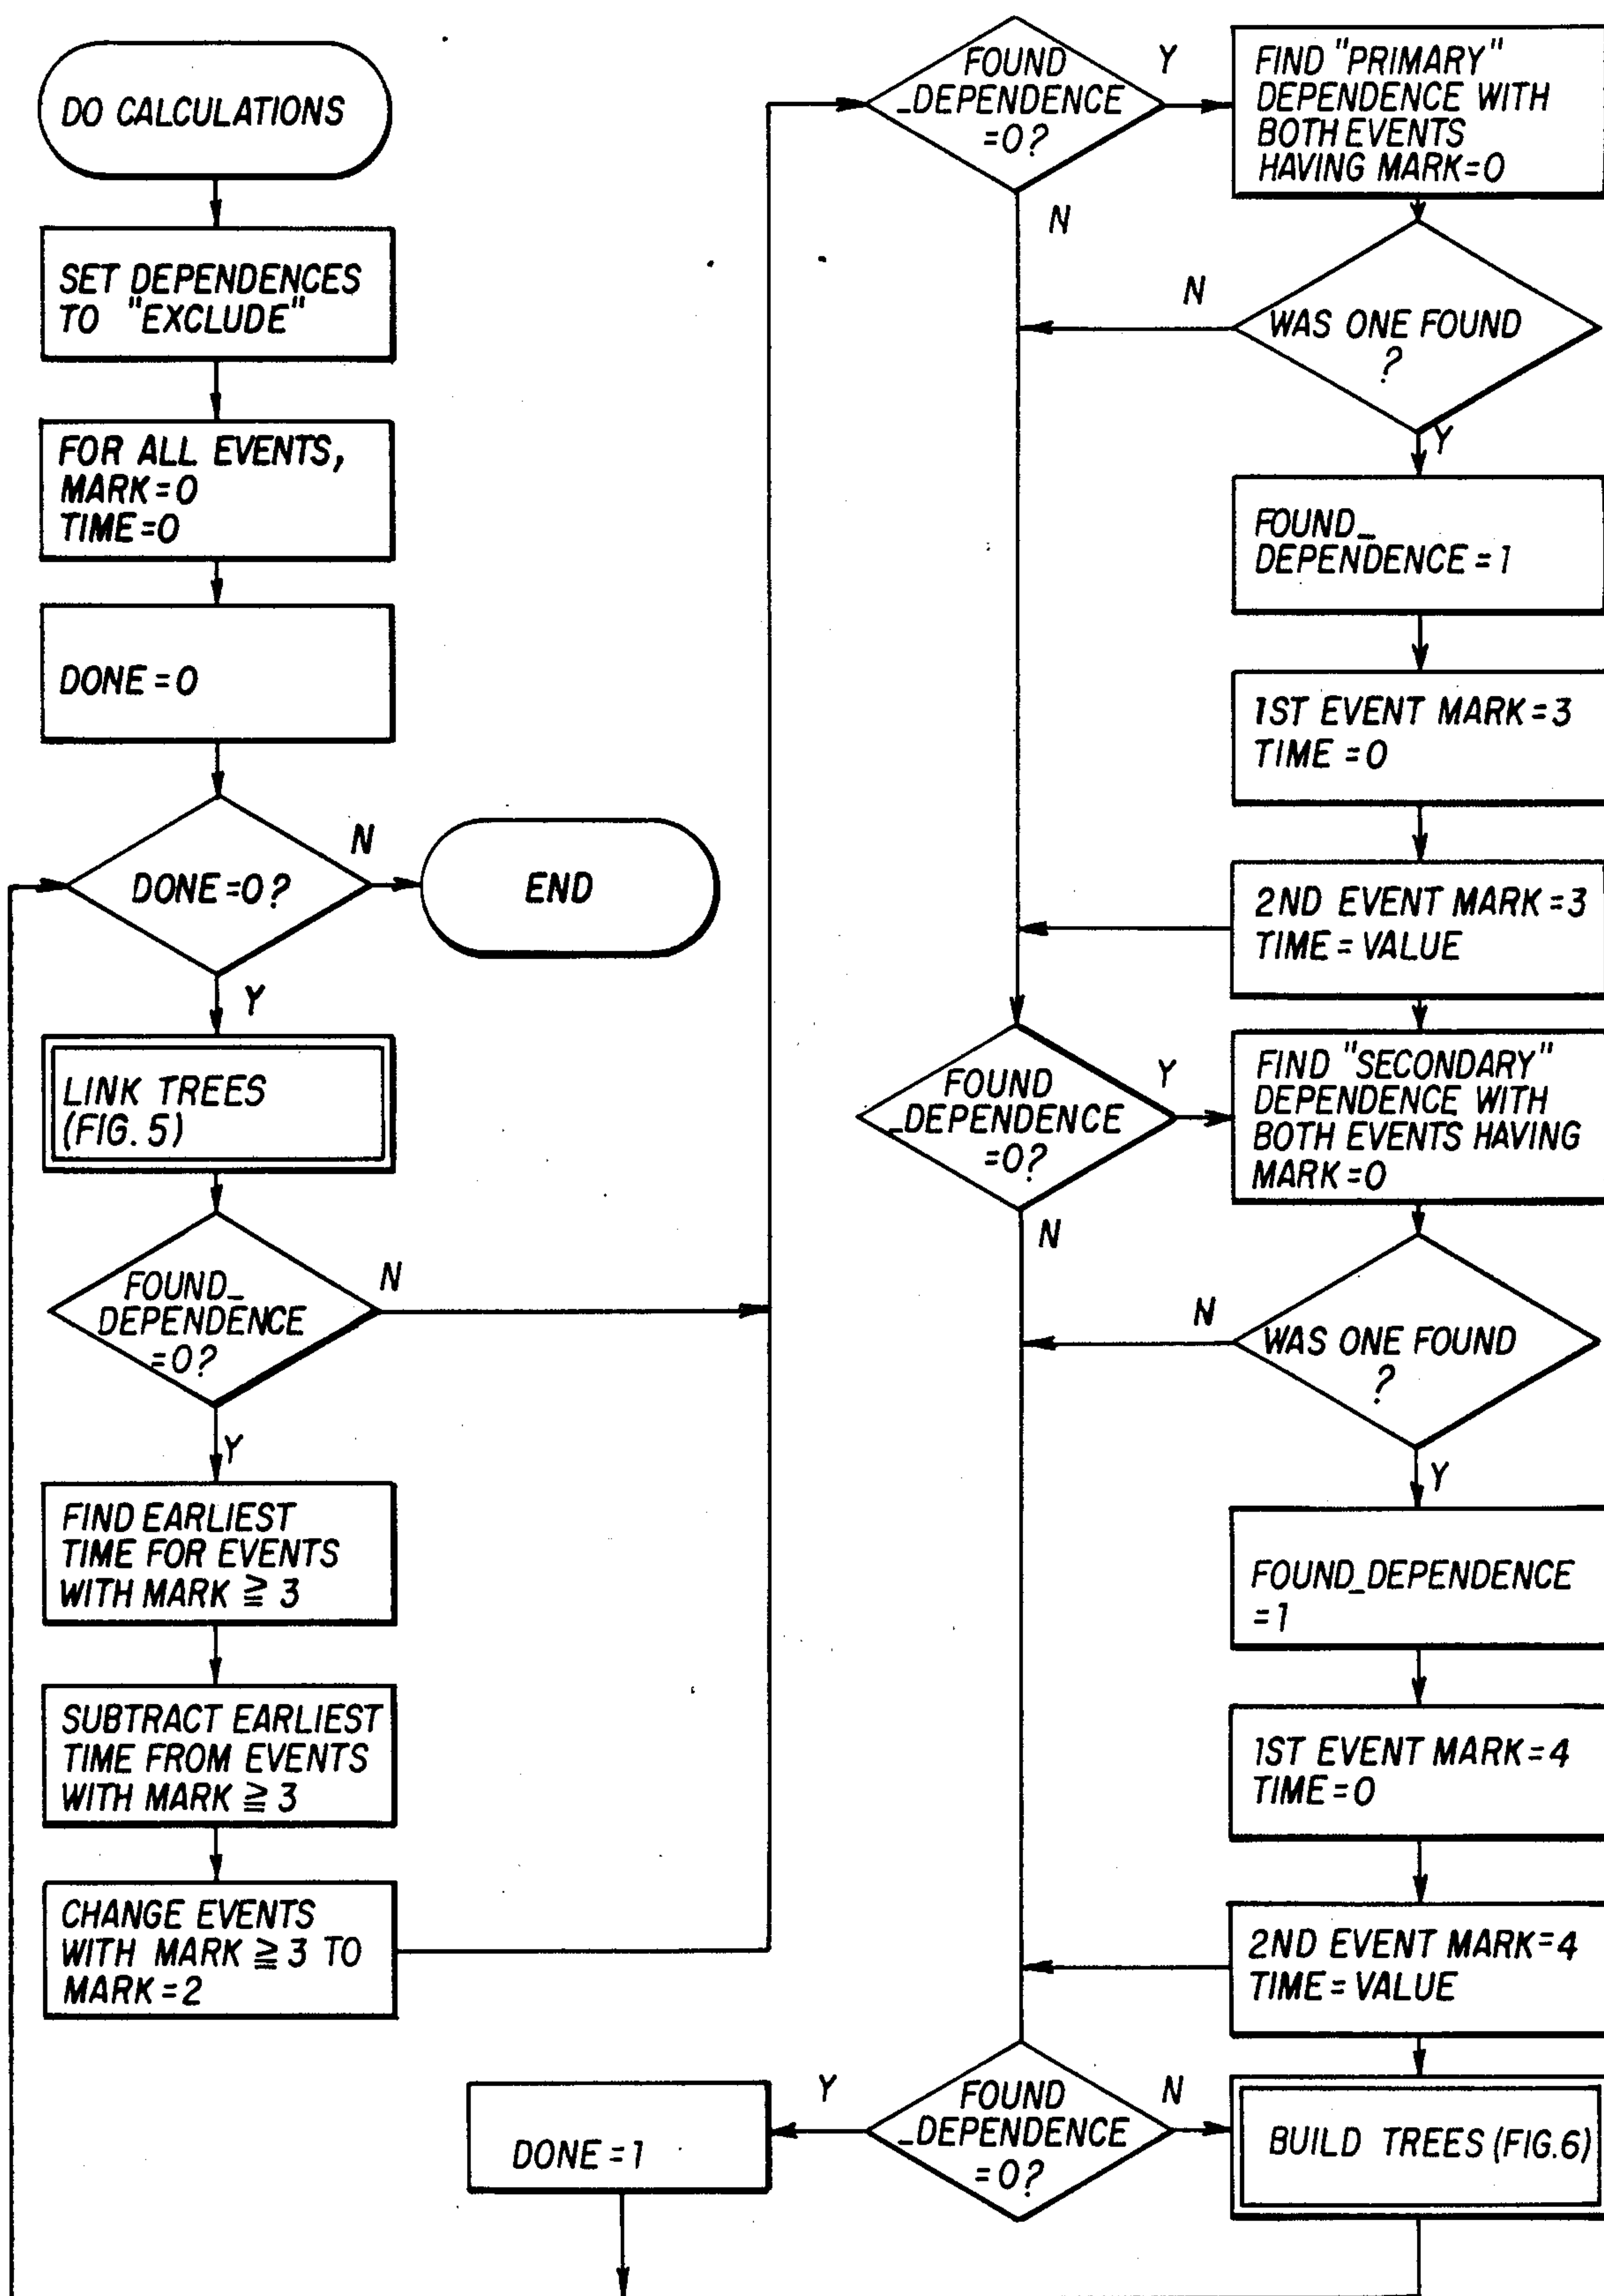 DO CALCULATIONS
SET DEPENDENCES
TO "EXCLUDE"
FOR ALL EVENTS,
MARK=0
TIME=0
DONE=0
DONE=0?
N
END
Y
LINK TREES
(FIG. 5)
FOUND_
DEPENDENCE
=0?
N
Y
FIND EARLIEST
TIME FOR EVENTS
WITH MARK ≧ 3
SUBTRACT EARLIEST
TIME FROM EVENTS
WITH MARK ≧ 3
CHANGE EVENTS
WITH MARK ≧ 3 TO
MARK=2
FOUND
_DEPENDENCE
=0?
Y
N
FIND "PRIMARY"
DEPENDENCE WITH
BOTH EVENTS
HAVING MARK=0
WAS ONE FOUND
?
N
Y
FOUND_
DEPENDENCE=1
1ST EVENT MARK=3
TIME=0
2ND EVENT MARK=3
TIME=VALUE
FOUND
_DEPENDENCE
=0?
Y
N
FIND "SECONDARY"
DEPENDENCE WITH
BOTH EVENTS HAVING
MARK=0
WAS ONE FOUND
?
N
Y
FOUND_DEPENDENCE
=1
1ST EVENT MARK=4
TIME=0
2ND EVENT MARK=4
TIME=VALUE
FOUND
_DEPENDENCE
=0?
Y
N
DONE=1
BUILD TREES (FIG.6)